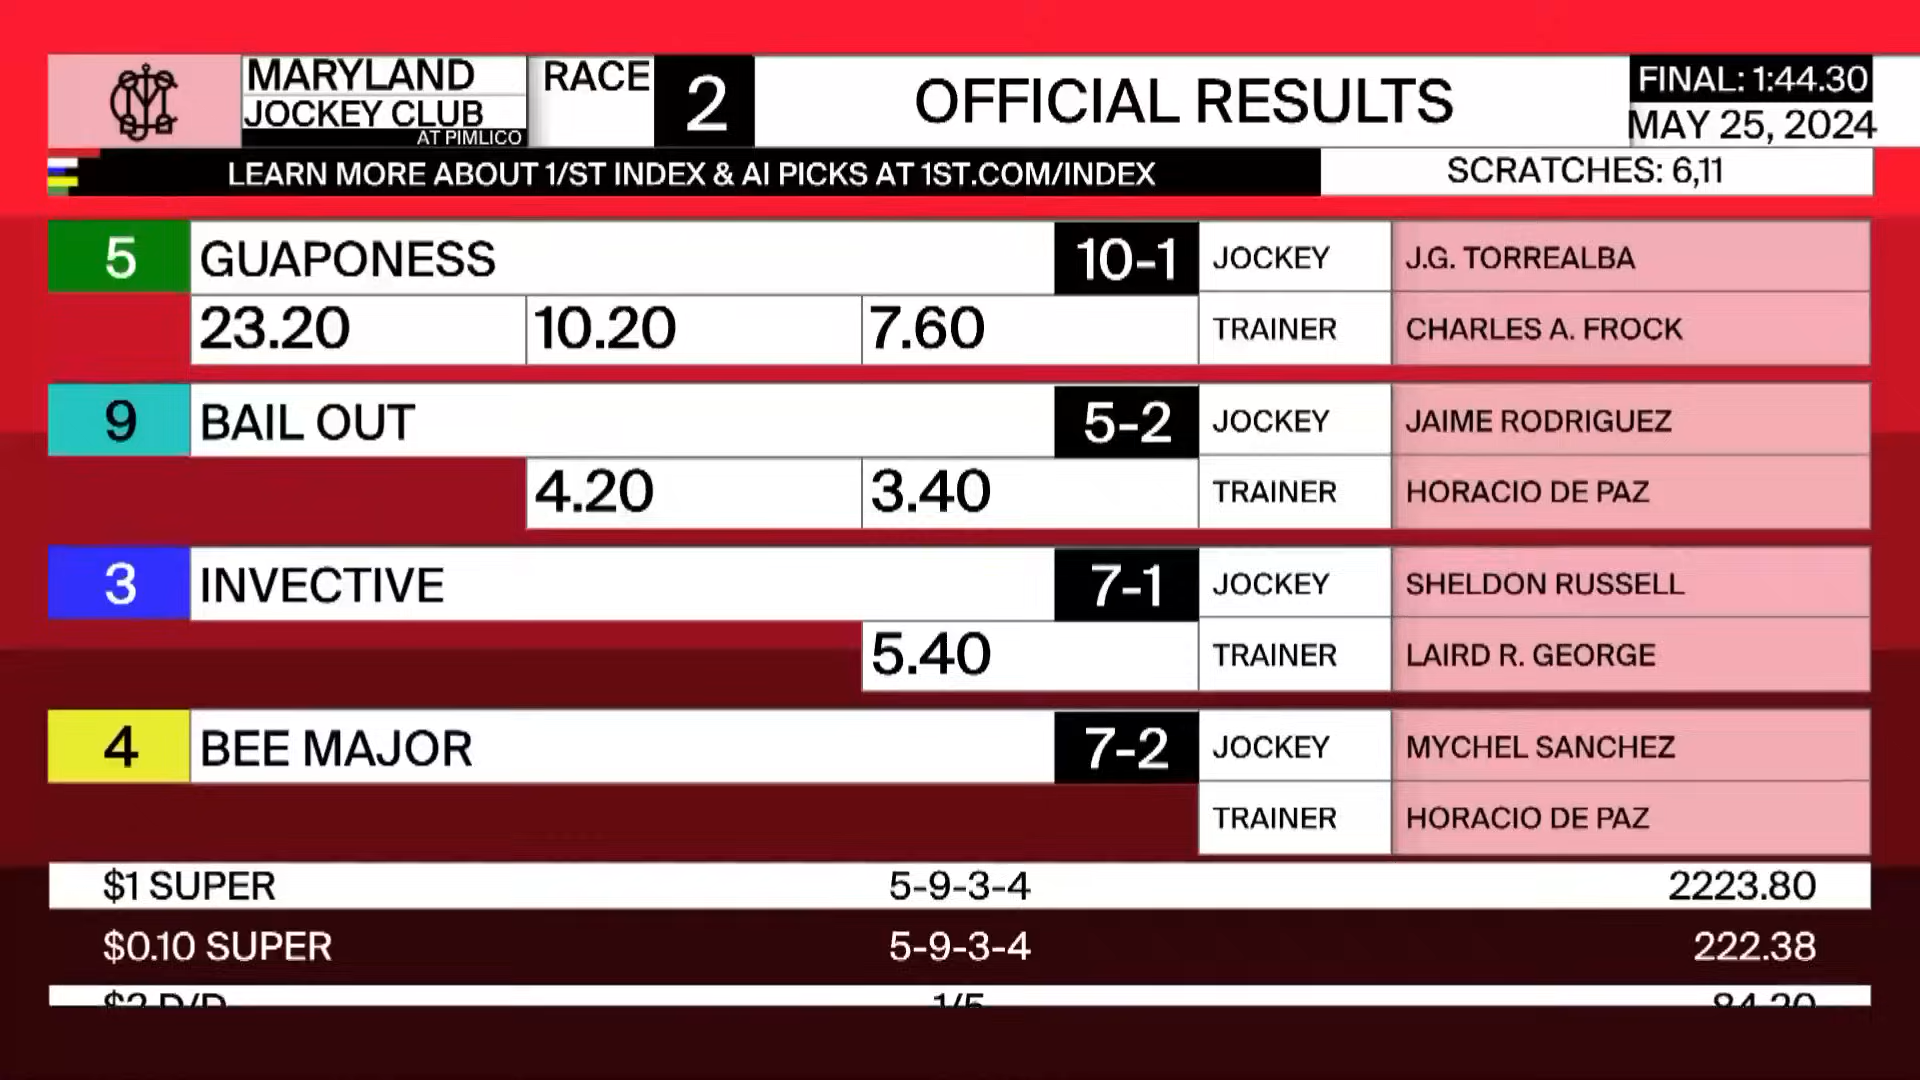 MARYLAND
JOCKEY CLUB
AT PIMLICO
RACE 2
OFFICIAL RESULTS
FINAL: 1:44.30
MAY 25, 2024
LEARN MORE ABOUT 1/ST INDEX & AI PICKS AT 1ST.COM/INDEX
SCRATCHES: 6,11
5 GUAPONESS 10-1 JOCKEY J.G. TORREALBA
23.20 10.20 7.60 TRAINER CHARLES A. FROCK
9 BAIL OUT 5-2 JOCKEY JAIME RODRIGUEZ
4.20 3.40 TRAINER HORACIO DE PAZ
3 INVECTIVE 7-1 JOCKEY SHELDON RUSSELL
5.40 TRAINER LAIRD R. GEORGE
4 BEE MAJOR 7-2 JOCKEY MYCHEL SANCHEZ
TRAINER HORACIO DE PAZ
$1 SUPER 5-9-3-4 2223.80
$0.10 SUPER 5-9-3-4 222.38
$2 D/D 1/5 84.20